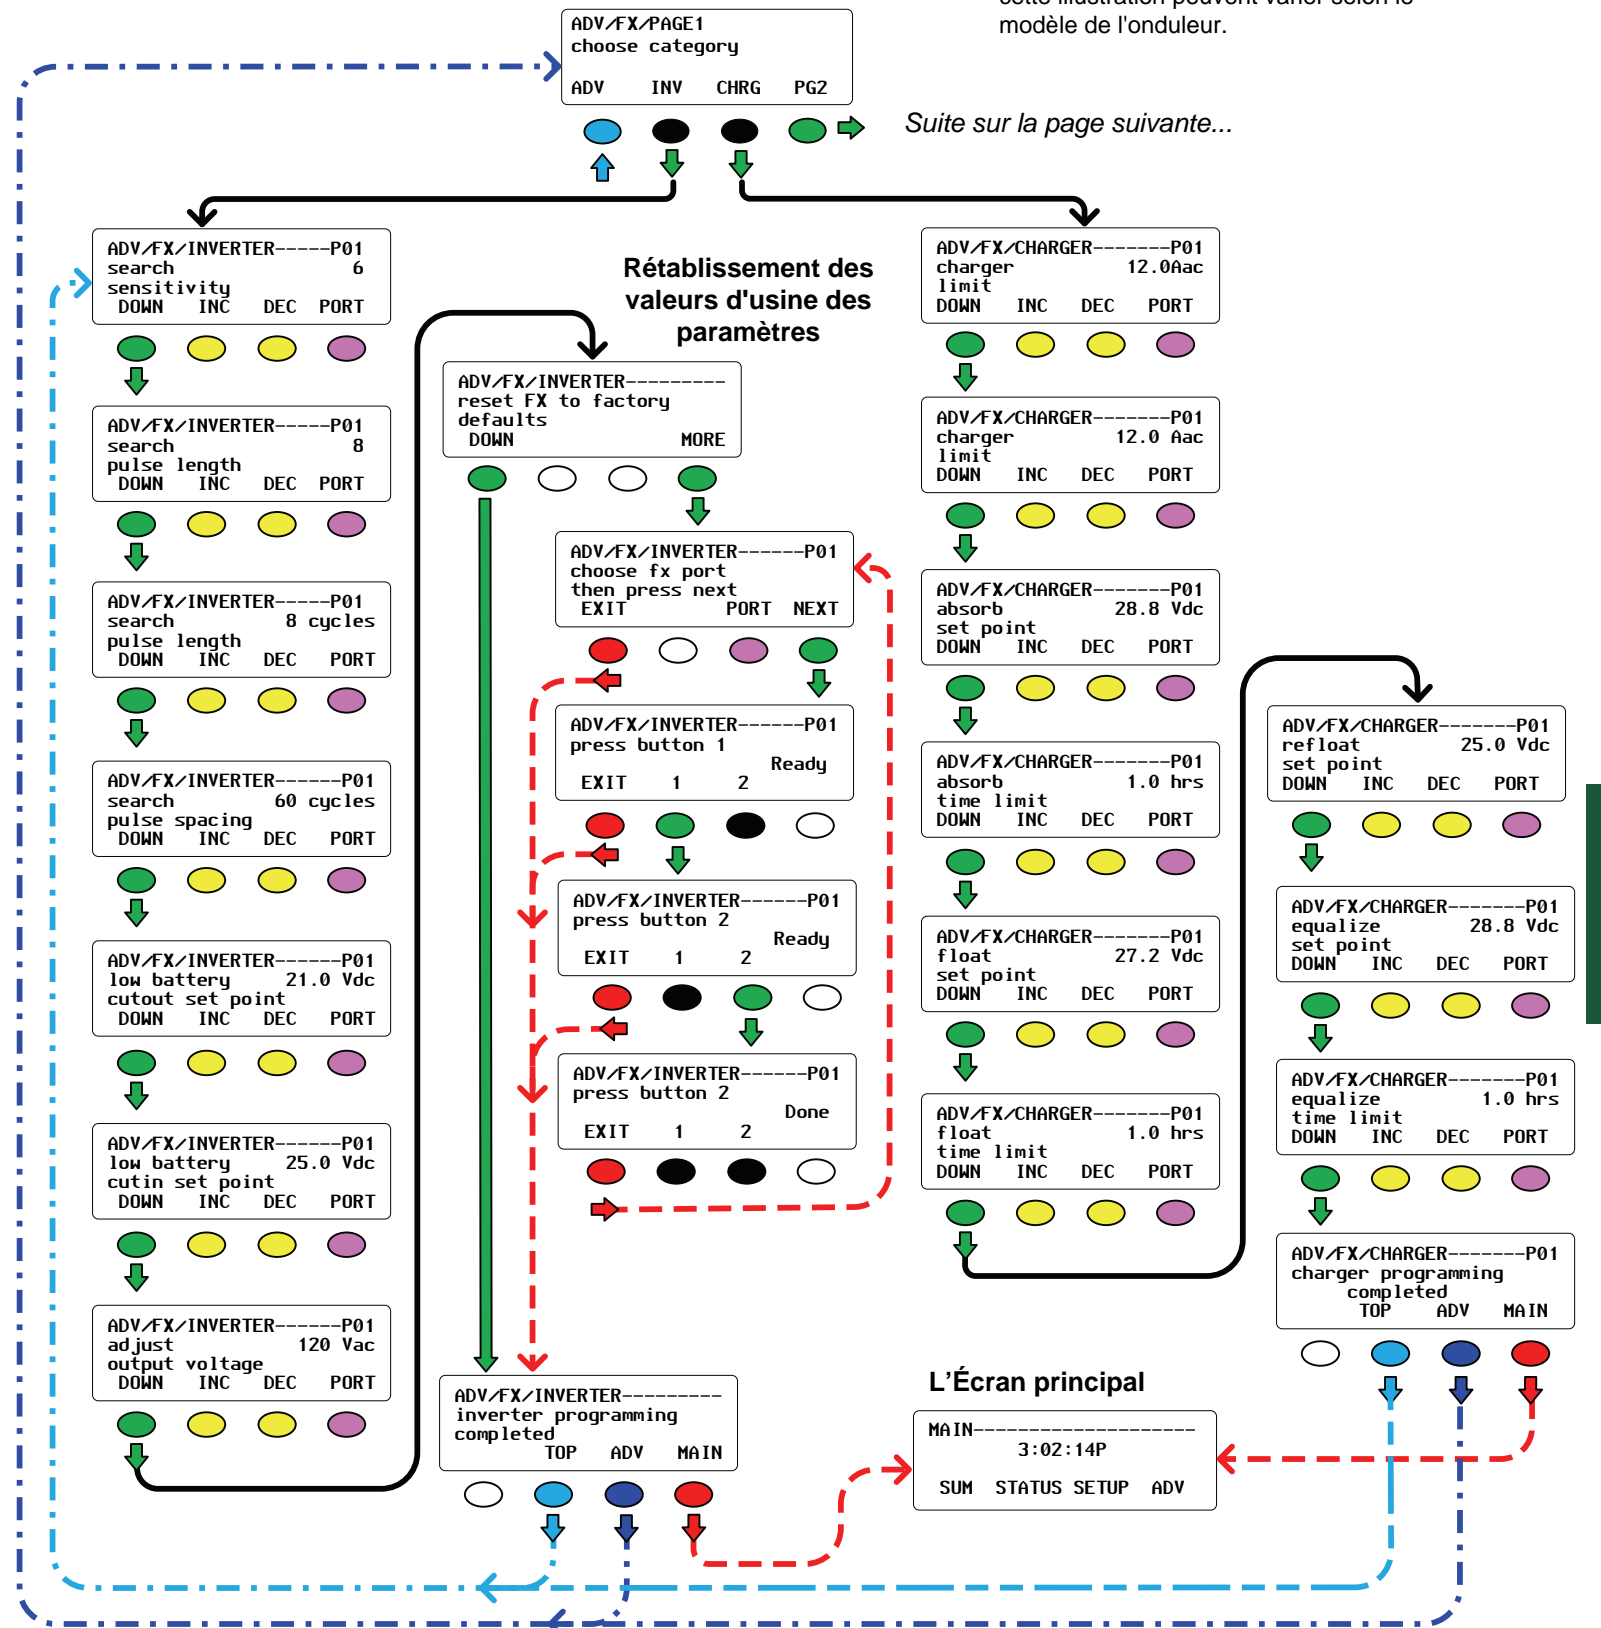 cette illustration peuvent varier selon le
modèle de l'onduleur.
ADV/FX/PAGE1
choose category
ADV INV CHRG PG2
Suite sur la page suivante...
ADV/FX/INVERTER-----P01
search 6
sensitivity
DOWN INC DEC PORT
ADV/FX/INVERTER----P01
search 8
pulse length
DOWN INC DEC PORT
ADV/FX/INVERTER----P01
search 8 cycles
pulse length
DOWN INC DEC PORT
ADV/FX/INVERTER------P01
search 60 cycles
pulse spacing
DOWN INC DEC PORT
ADV/FX/INVERTER------P01
low battery 21.0 Vdc
cutout set point
DOWN INC DEC PORT
ADV/FX/INVERTER-----P01
low battery 25.0 Vdc
cutin set point
DOWN INC DEC PORT
ADV/FX/INVERTER-----P01
adjust 120 Vac
output voltage
DOWN INC DEC PORT
Rétablissement des
valeurs d'usine des
paramètres
ADV/FX/INVERTER---------
reset FX to factory
defaults
DOWN MORE
ADV/FX/INVERTER------P01
choose fx port
then press next
EXIT PORT NEXT
ADV/FX/INVERTER------P01
press button 1
Ready
EXIT 1 2
ADV/FX/INVERTER------P01
press button 2
Ready
EXIT 1 2
ADV/FX/INVERTER------P01
press button 2
Done
EXIT 1 2
ADV/FX/INVERTER---------
inverter programming
completed
TOP ADV MAIN
ADV/FX/CHARGER-------P01
charger 12.0Aac
limit
DOWN INC DEC PORT
ADV/FX/CHARGER-------P01
charger 12.0 Aac
limit
DOWN INC DEC PORT
ADV/FX/CHARGER-------P01
absorb 28.8 Vdc
set point
DOWN INC DEC PORT
ADV/FX/CHARGER-------P01
absorb 1.0 hrs
time limit
DOWN INC DEC PORT
ADV/FX/CHARGER-------P01
float 27.2 Vdc
set point
DOWN INC DEC PORT
ADV/FX/CHARGER-------P01
float 1.0 hrs
time limit
DOWN INC DEC PORT
ADV/FX/CHARGER-------P01
refloat 25.0 Vdc
set point
DOWN INC DEC PORT
ADV/FX/CHARGER-------P01
equalize 28.8 Vdc
set point
DOWN INC DEC PORT
ADV/FX/CHARGER-------P01
equalize 1.0 hrs
time limit
DOWN INC DEC PORT
ADV/FX/CHARGER-------P01
charger programming
completed
TOP ADV MAIN
L'Écran principal
MAIN--------------------
3:02:14P
SUM STATUS SETUP ADV